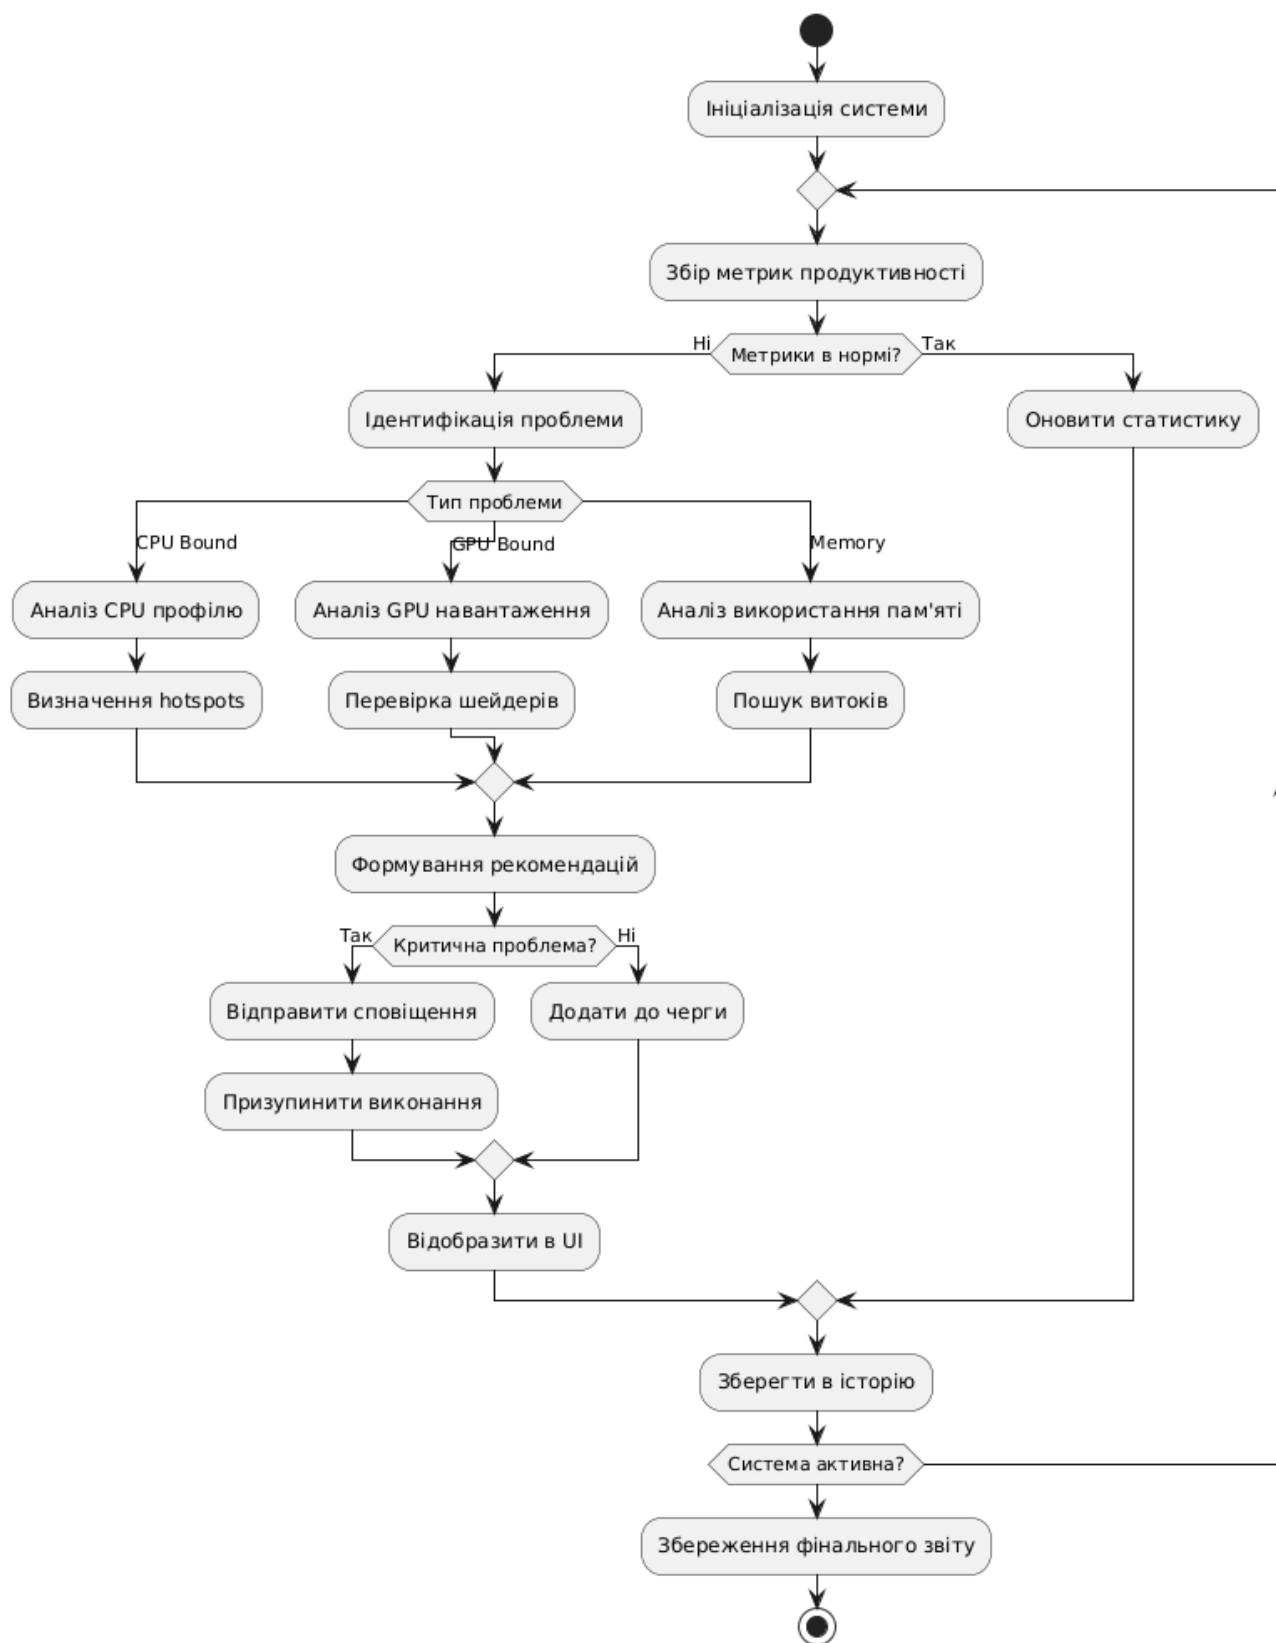 Ініціалізація системи
Збір метрик продуктивності
Ні
Метрики в нормі?
Так
Ідентифікація проблеми
Оновити статистику
Тип проблеми
CPU Bound
GPU Bound
Memory
Аналіз CPU профілю
Аналіз GPU навантаження
Аналіз використання пам'яті
Визначення hotspots
Перевірка шейдерів
Пошук витоків
Формування рекомендацій
Так
Критична проблема?
Ні
Відправити сповіщення
Додати до черги
Призупинити виконання
Відобразити в UI
Зберегти в історію
Система активна?
Збереження фінального звіту